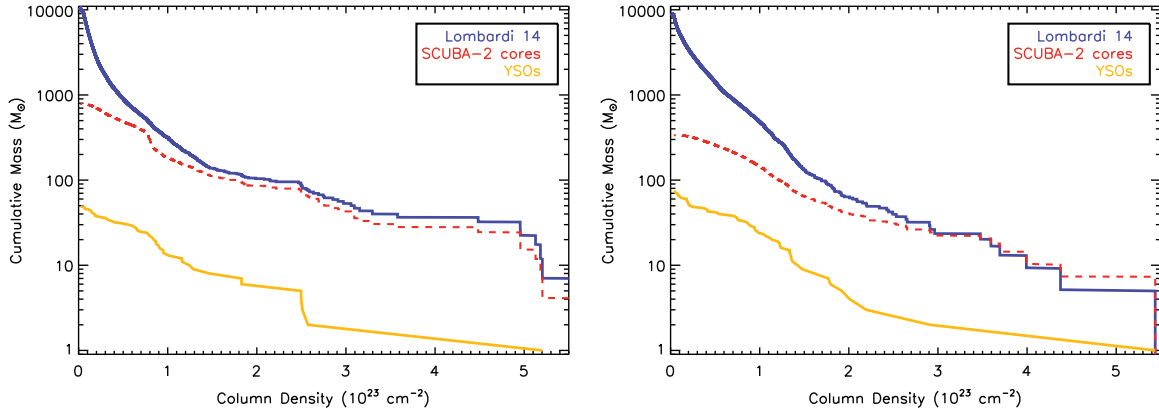 10000
1000
100
10
1
Cumulative Mass (M☉)
Lombardi 14
SCUBA-2 cores
YSOs
0 1 2 3 4 5
Column Density (10²³ cm⁻²)
10000
1000
100
10
1
Cumulative Mass (M☉)
Lombardi 14
SCUBA-2 cores
YSOs
0 1 2 3 4 5
Column Density (10²³ cm⁻²)